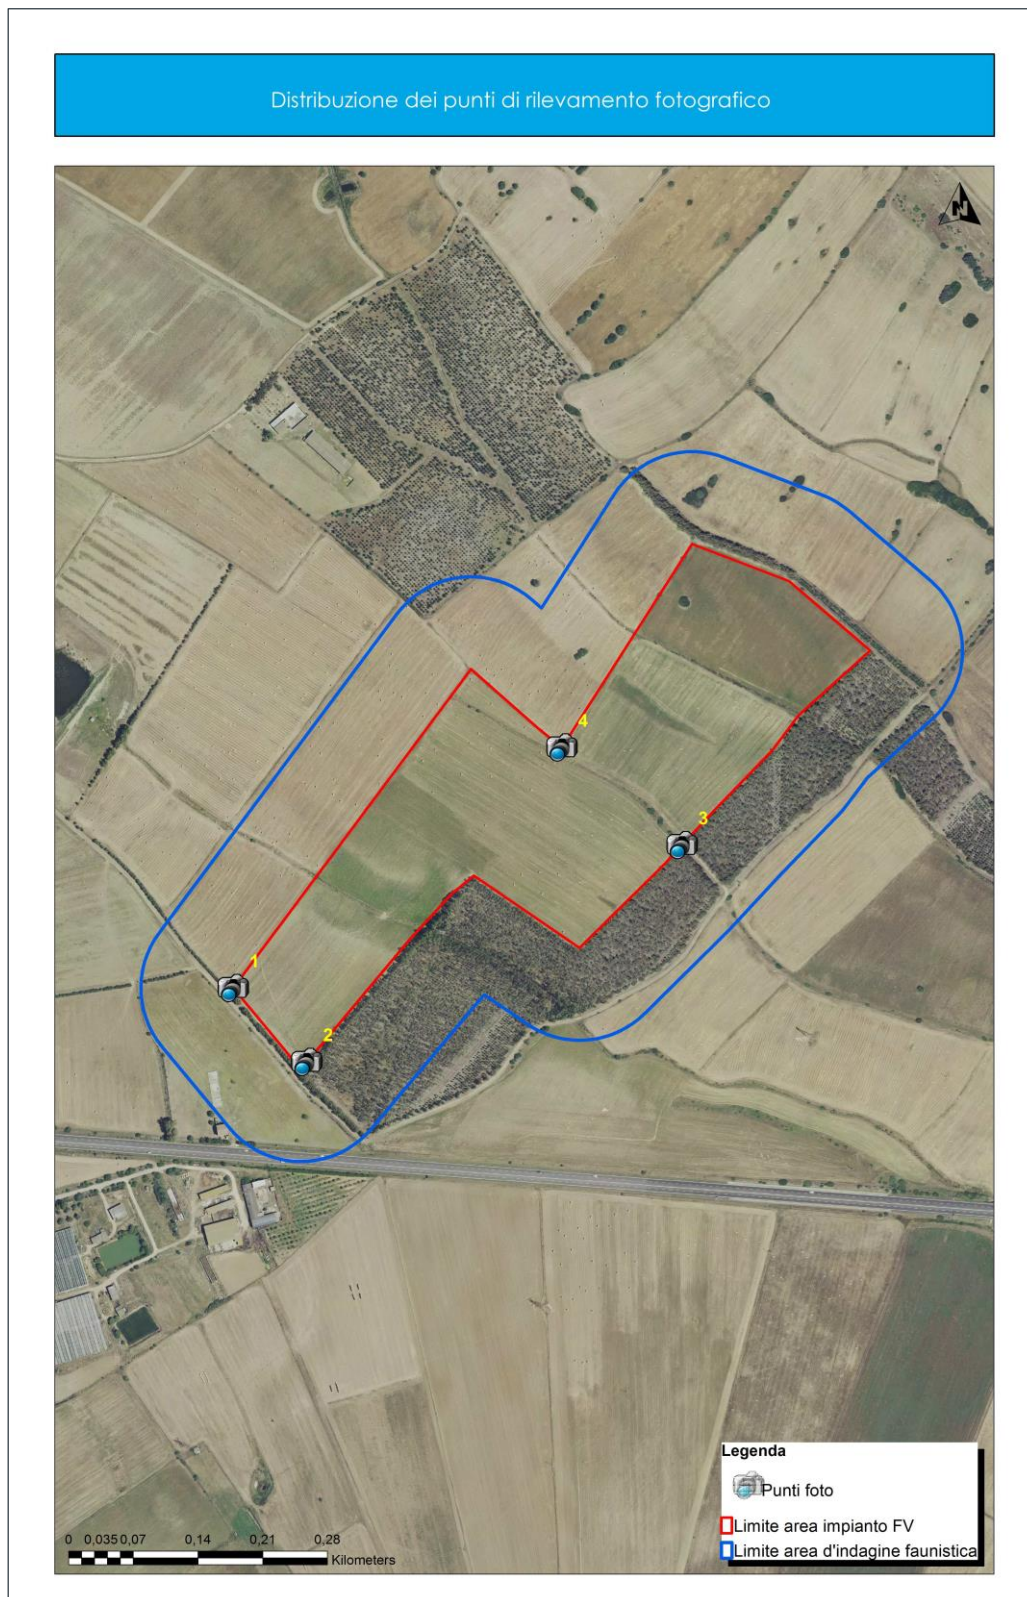 Distribuzione dei punti di rilevamento fotografico
N
4
3
1
2
Legenda
Punti foto
Limite area impianto FV
Limite area d'indagine faunistica
0 0,035 0,07 0,14 0,21 0,28
Kilometers